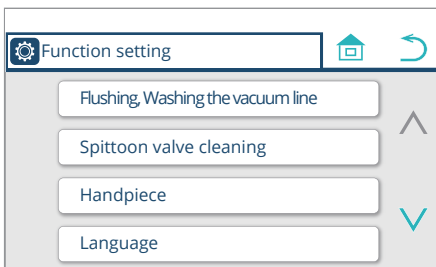 Function setting
Flushing, Washing the vacuum line
Spittoon valve cleaning
Handpiece
Language